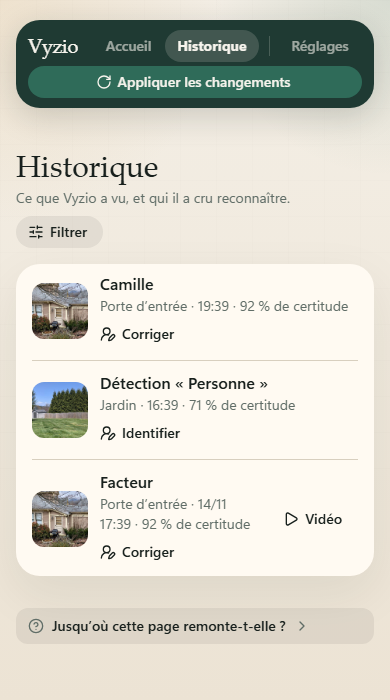 Vyzio Accueil Historique Réglages
Appliquer les changements
Historique
Ce que Vyzio a vu, et qui il a cru reconnaître.
Filtrer
Camille
Porte d’entrée · 19:39 · 92 % de certitude
Corriger
Détection « Personne »
Jardin · 16:39 · 71 % de certitude
Identifier
Facteur
Porte d’entrée · 14/11
17:39 · 92 % de certitude
Vidéo
Corriger
Jusqu’où cette page remonte-t-elle ?